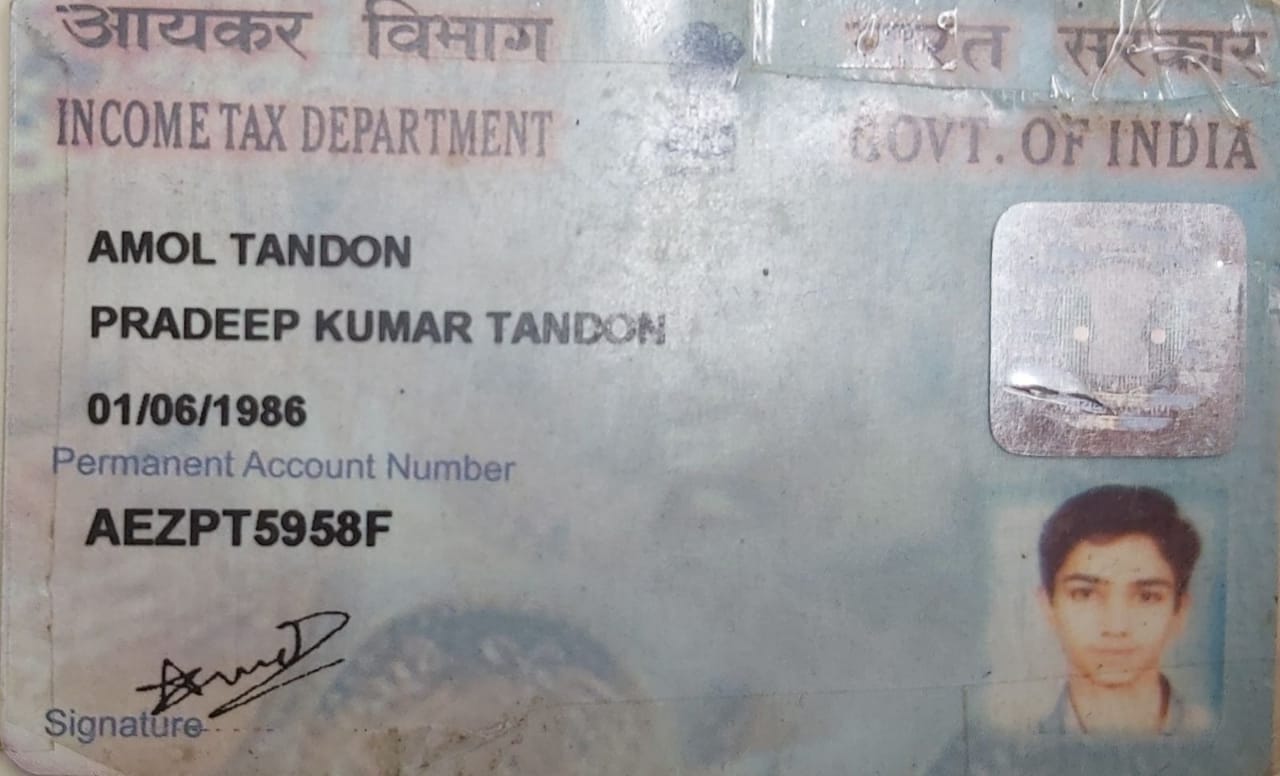 आयकर विभाग
भारत सरकार
INCOME TAX DEPARTMENT
GOVT. OF INDIA
AMOL TANDON
PRADEEP KUMAR TANDON
01/06/1986
Permanent Account Number
AEZPT5958F
Signature